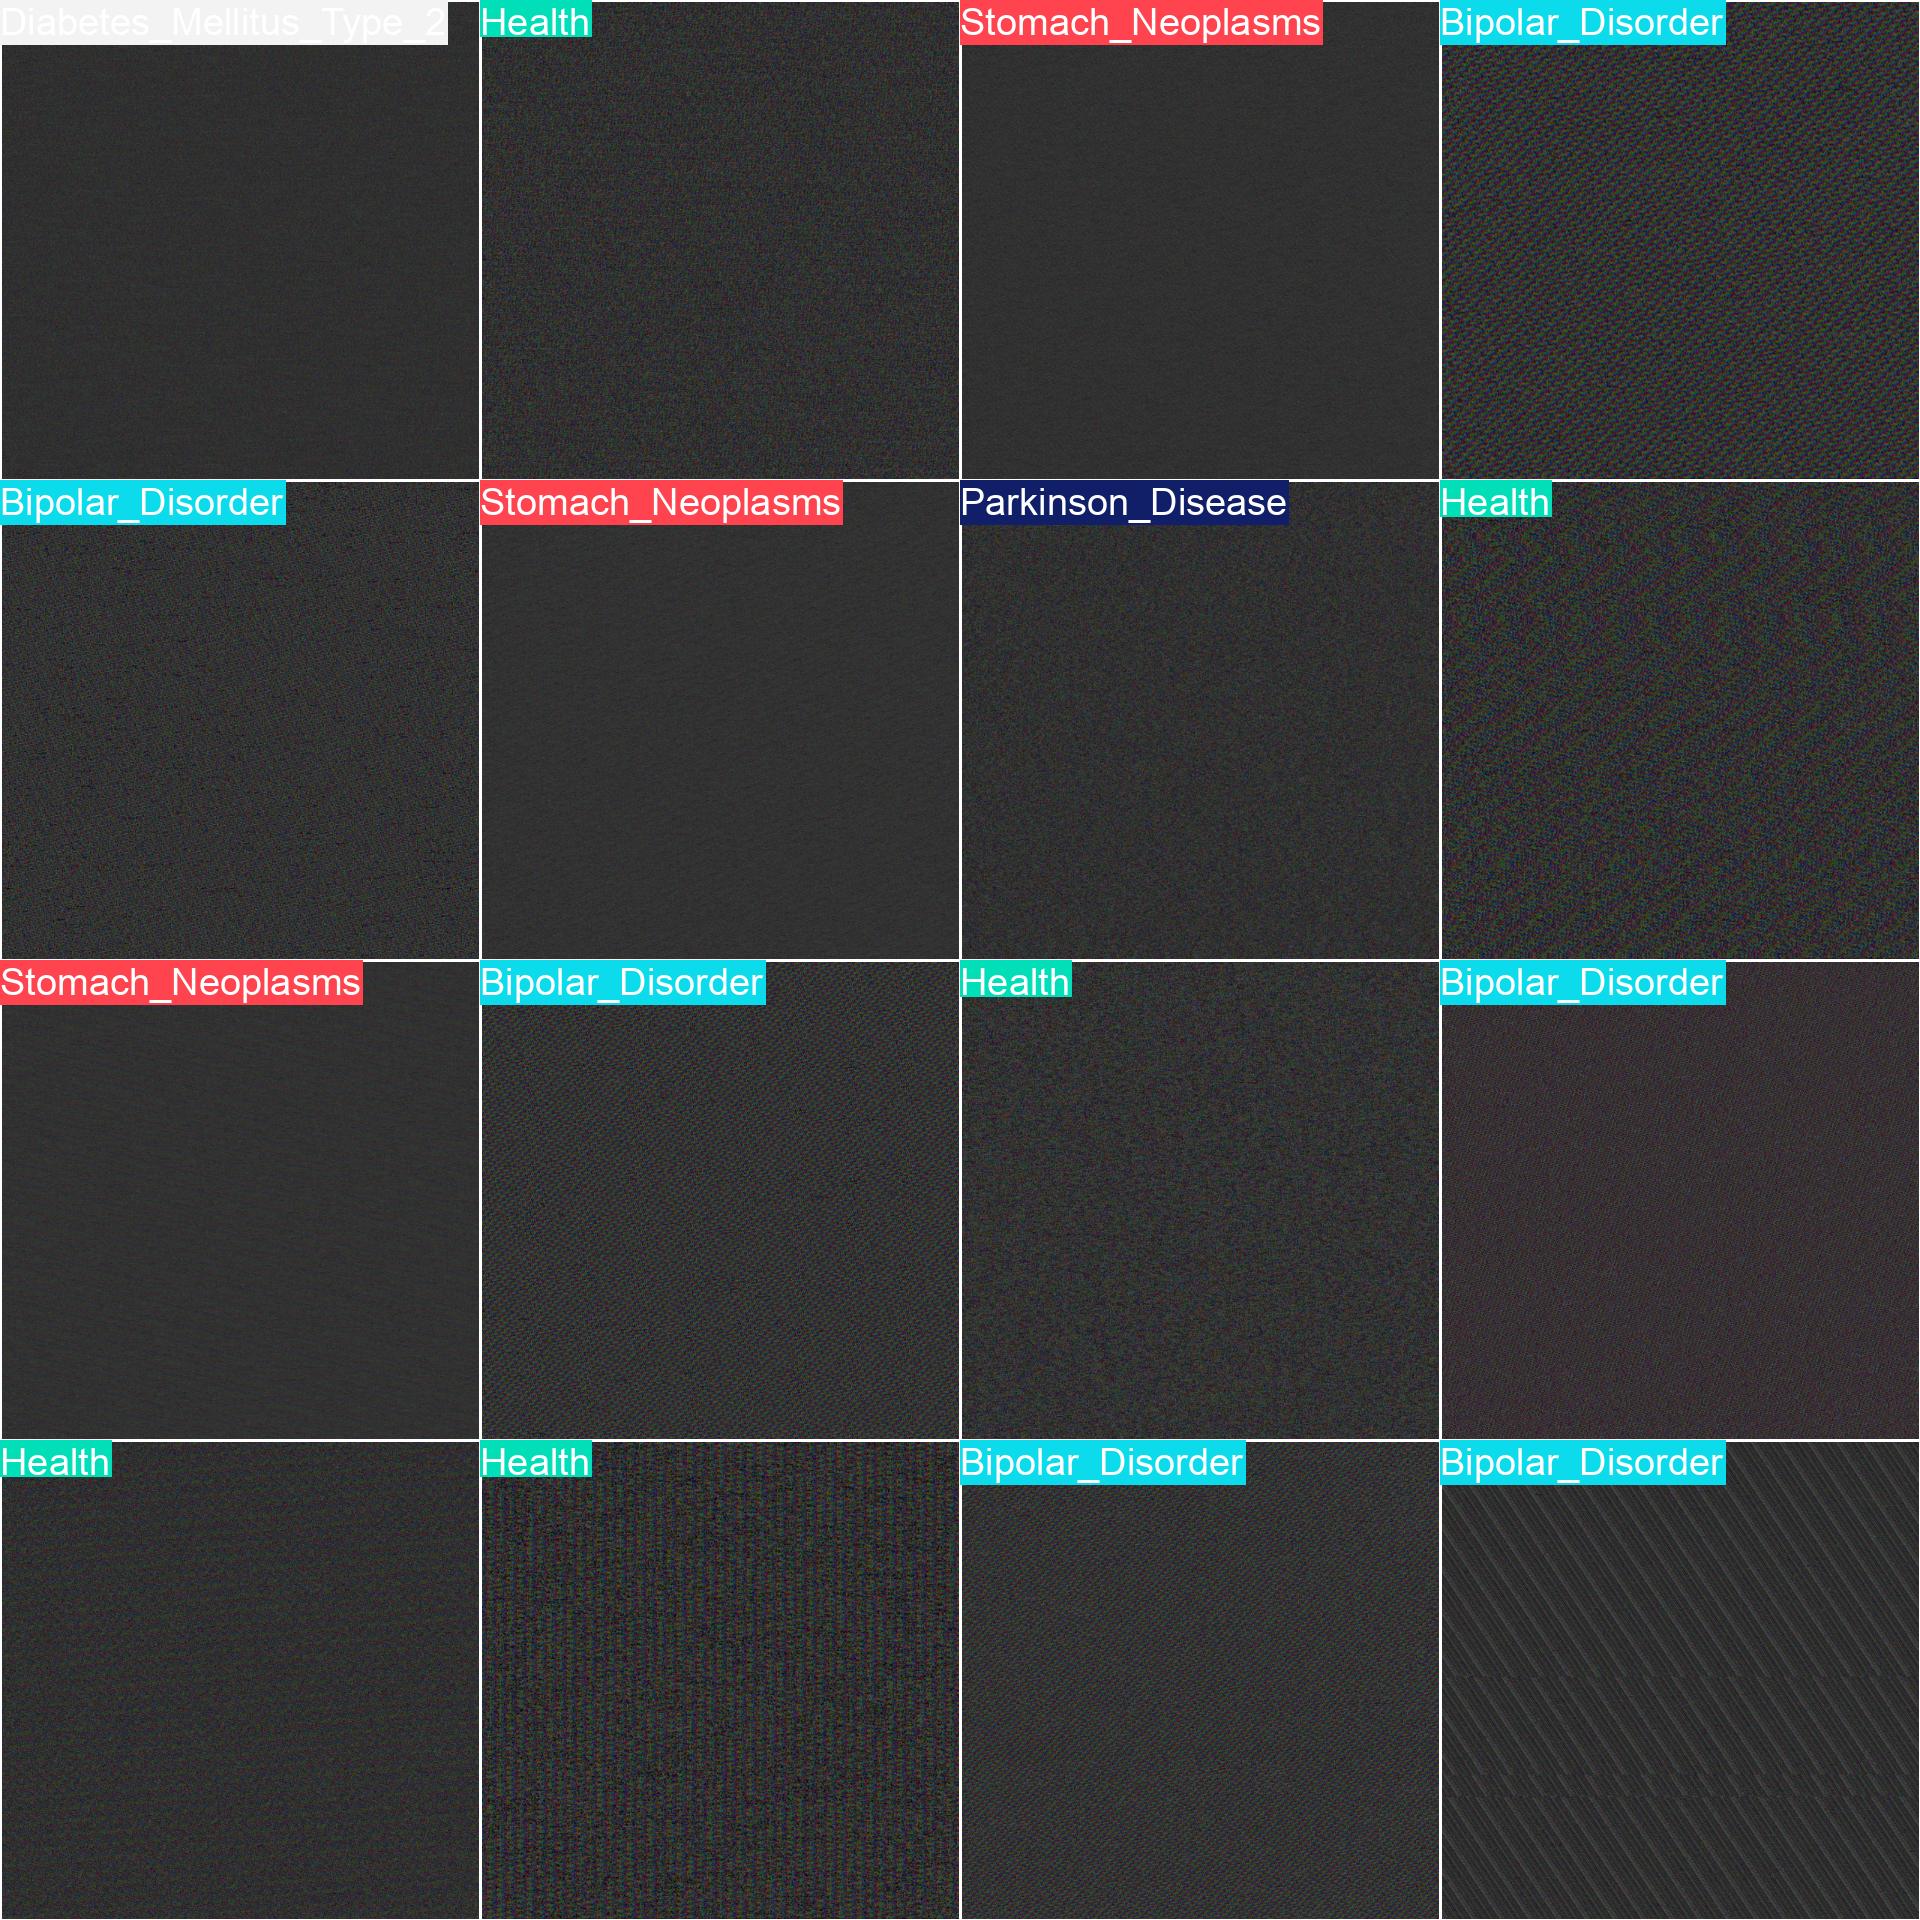 Diabetes_Mellitus_Type_2
Health
Stomach_Neoplasms
Bipolar_Disorder
Bipolar_Disorder
Stomach_Neoplasms
Parkinson_Disease
Health
Stomach_Neoplasms
Bipolar_Disorder
Health
Bipolar_Disorder
Health
Health
Bipolar_Disorder
Bipolar_Disorder